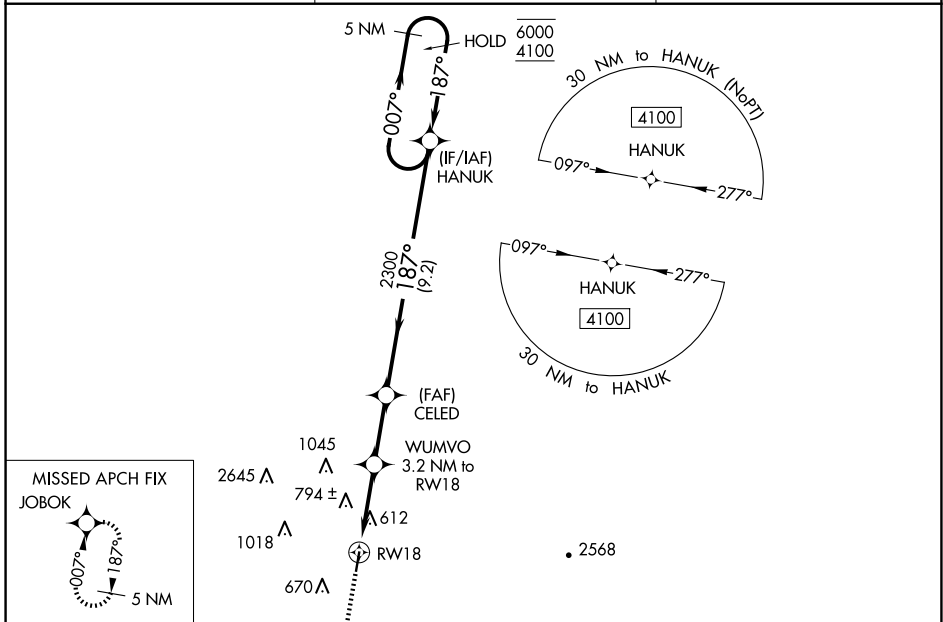 5 NM
HOLD
6000
4100
007°
187°
(IF/IAF)
HANUK
30 NM to HANUK (NoPT)
4100
HANUK
097°
277°
097°
277°
HANUK
4100
30 NM to HANUK
2300
187°
(9.2)
(FAF)
CELED
WUMVO
3.2 NM to
RW18
1045
2645
794 ±
612
1018
RW18
670
2568
MISSED APCH FIX
JOBOK
007°
187°
5 NM